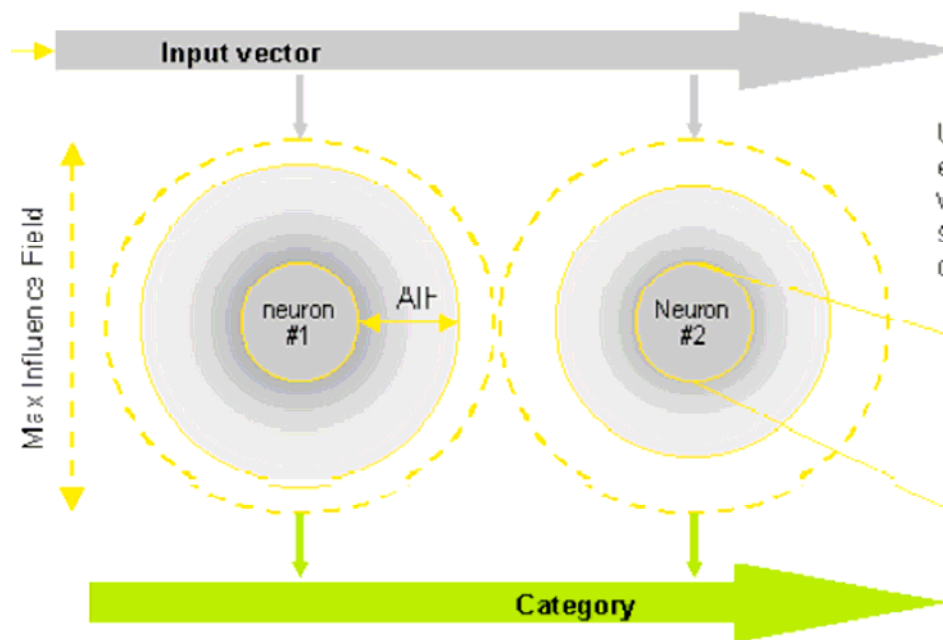 Input vector
Max Influence Field
neuron
#1
AIF
Neuron
#2
Category